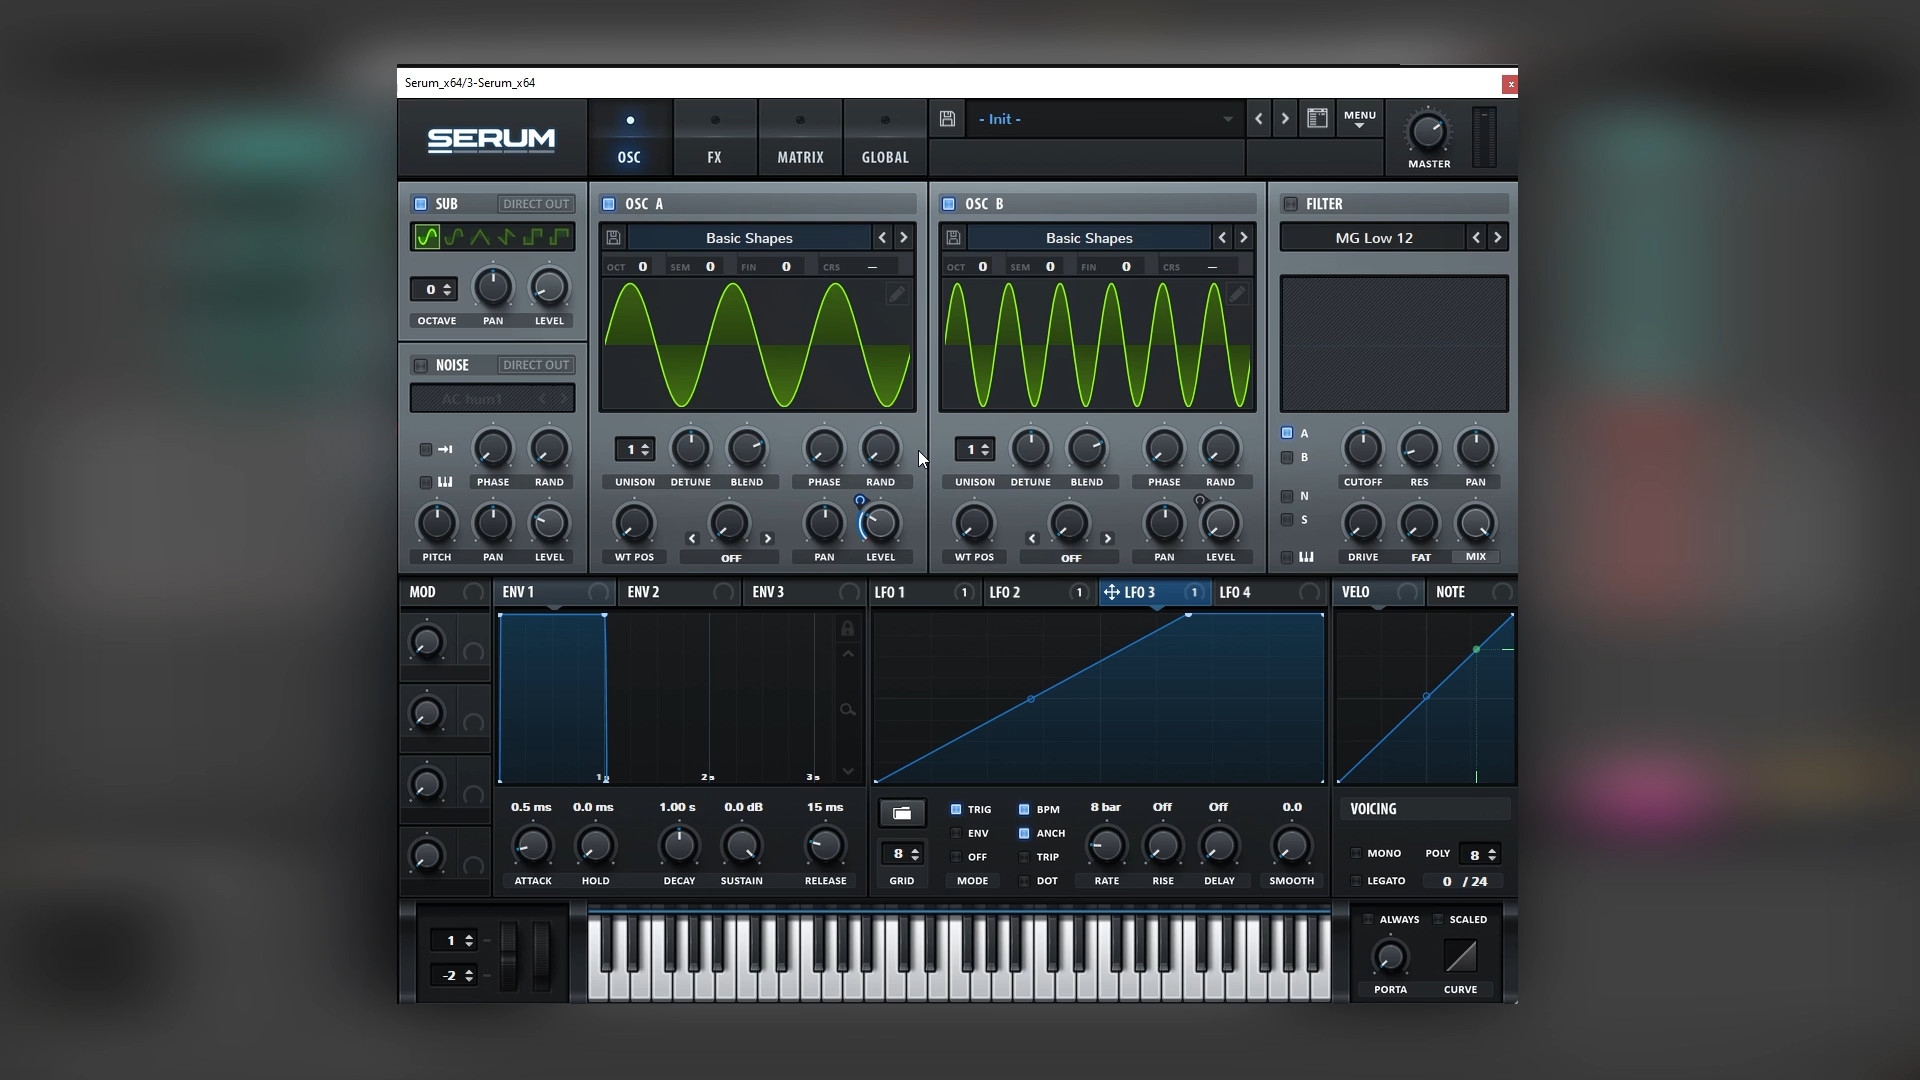 Serum_x64/3-Serum_x64
x
SERUM
OSC
FX
MATRIX
GLOBAL
- Init -
MENU
MASTER
SUB
DIRECT OUT
0
OCTAVE
PAN
LEVEL
NOISE
DIRECT OUT
AC hum1
PHASE
RAND
PITCH
PAN
LEVEL
OSC A
Basic Shapes
OCT 0
SEM 0
FIN 0
CRS —
1
UNISON
DETUNE
BLEND
PHASE
RAND
WT POS
OFF
PAN
LEVEL
OSC B
Basic Shapes
OCT 0
SEM 0
FIN 0
CRS —
1
UNISON
DETUNE
BLEND
PHASE
RAND
WT POS
OFF
PAN
LEVEL
FILTER
MG Low 12
A
B
N
S
CUTOFF
RES
PAN
DRIVE
FAT
MIX
MOD
ENV 1
ENV 2
ENV 3
LFO 1
1
LFO 2
1
LFO 3
1
LFO 4
VELO
NOTE
2s
3s
0.5 ms
0.0 ms
1.00 s
0.0 dB
15 ms
ATTACK
HOLD
DECAY
SUSTAIN
RELEASE
8
GRID
TRIG
ENV
OFF
MODE
BPM
ANCH
TRIP
DOT
8 bar
Off
Off
0.0
RATE
RISE
DELAY
SMOOTH
VOICING
MONO
POLY
8
LEGATO
0 / 24
1
-2
ALWAYS
SCALED
PORTA
CURVE